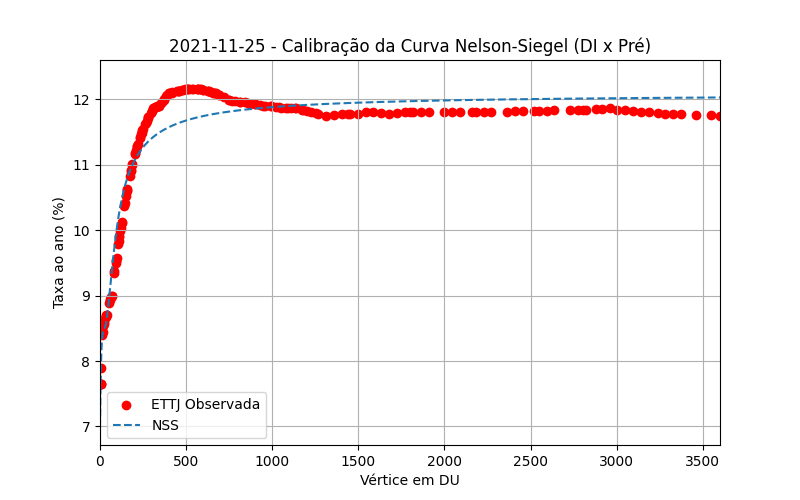 2021-11-25 - Calibração da Curva Nelson-Siegel (DI x Pré)
Taxa ao ano (%)
12
11
10
9
8
7
ETTJ Observada
NSS
0 500 1000 1500 2000 2500 3000 3500
Vértice em DU